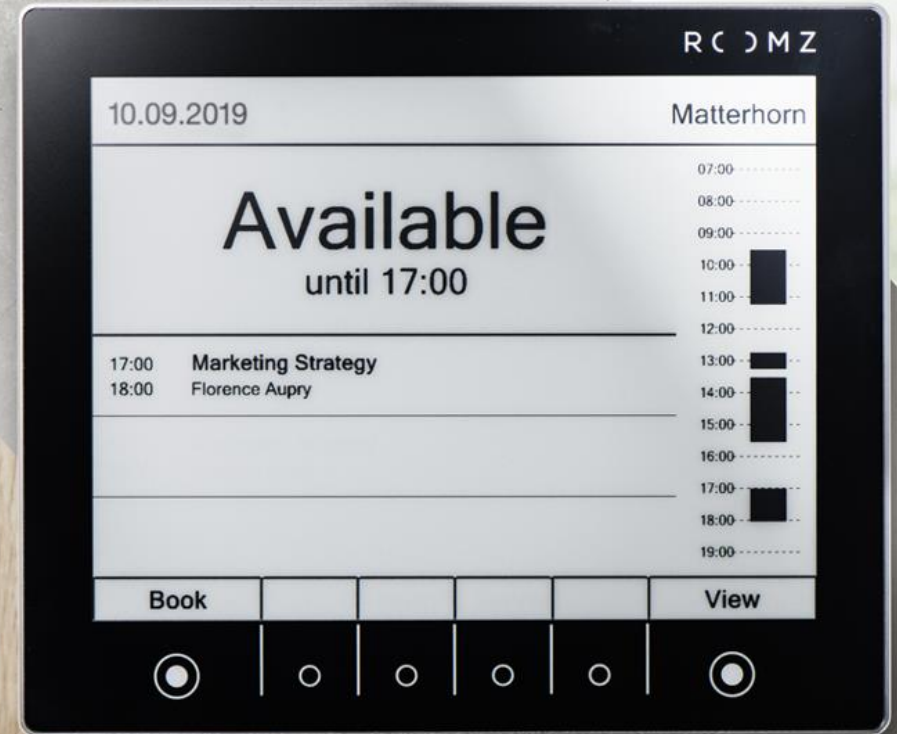 ROOMZ
10.09.2019 Matterhorn
Available
until 17:00
17:00 Marketing Strategy
18:00 Florence Aupry
07:00
08:00
09:00
10:00
11:00
12:00
13:00
14:00
15:00
16:00
17:00
18:00
19:00
Book View